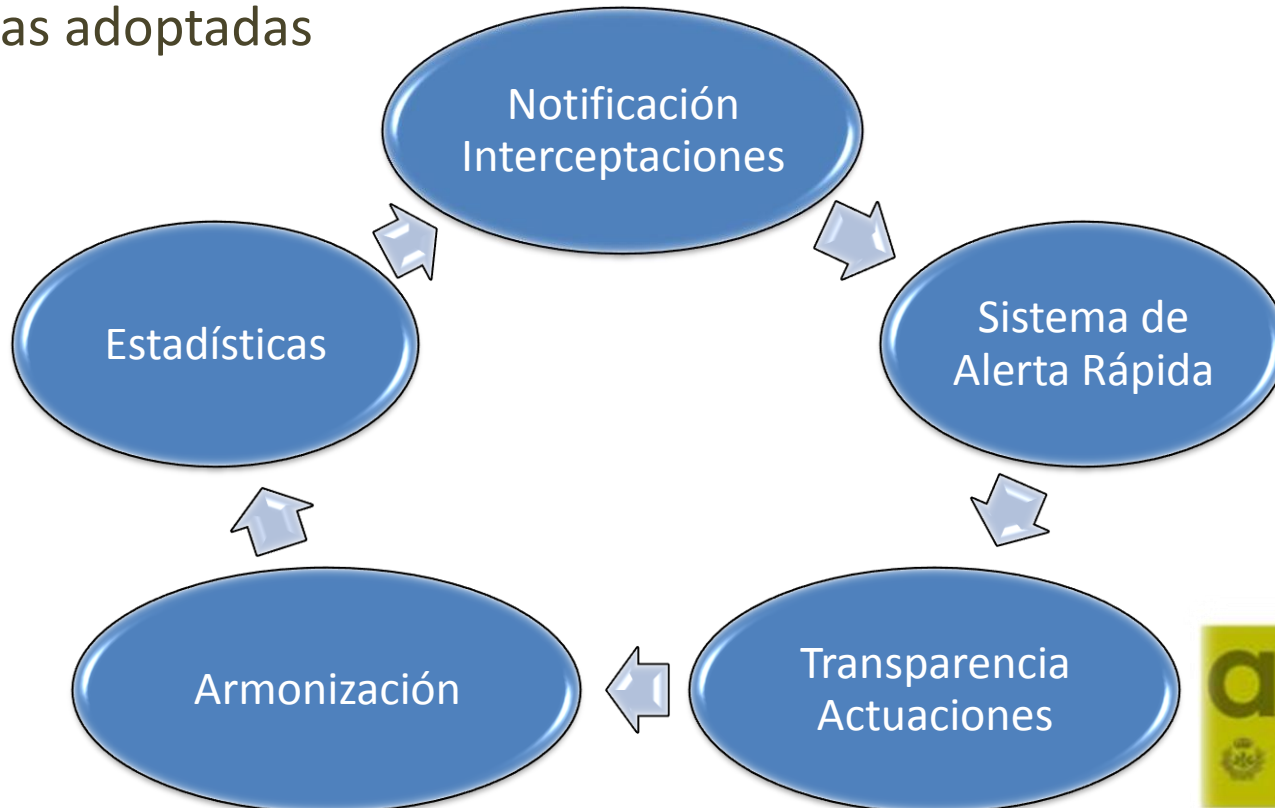 as adoptadas
Notificación
Interceptaciones
Sistema de
Alerta Rápida
Transparencia
Actuaciones
Armonización
Estadísticas
a